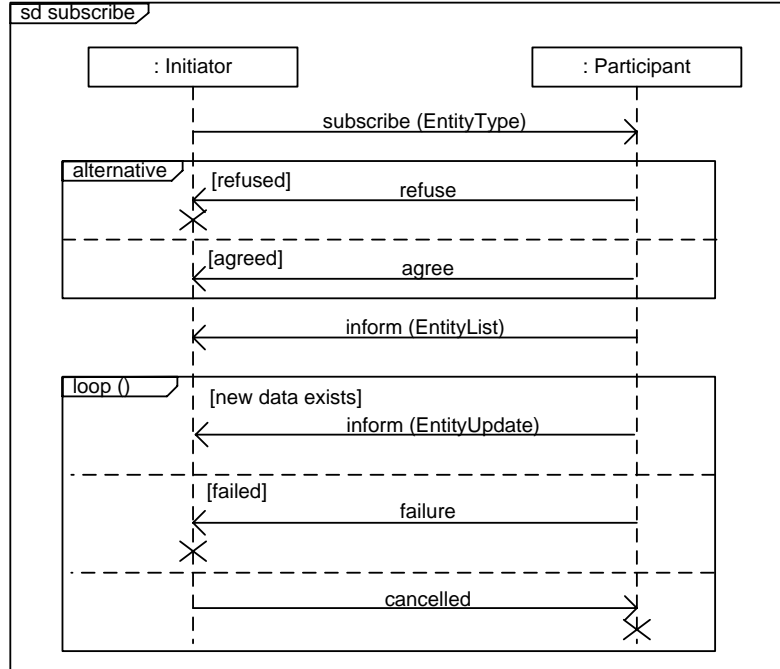 sd subscribe
: Initiator
: Participant
subscribe (EntityType)
alternative
[refused]
refuse
[agreed]
agree
inform (EntityList)
loop ()
[new data exists]
inform (EntityUpdate)
[failed]
failure
cancelled